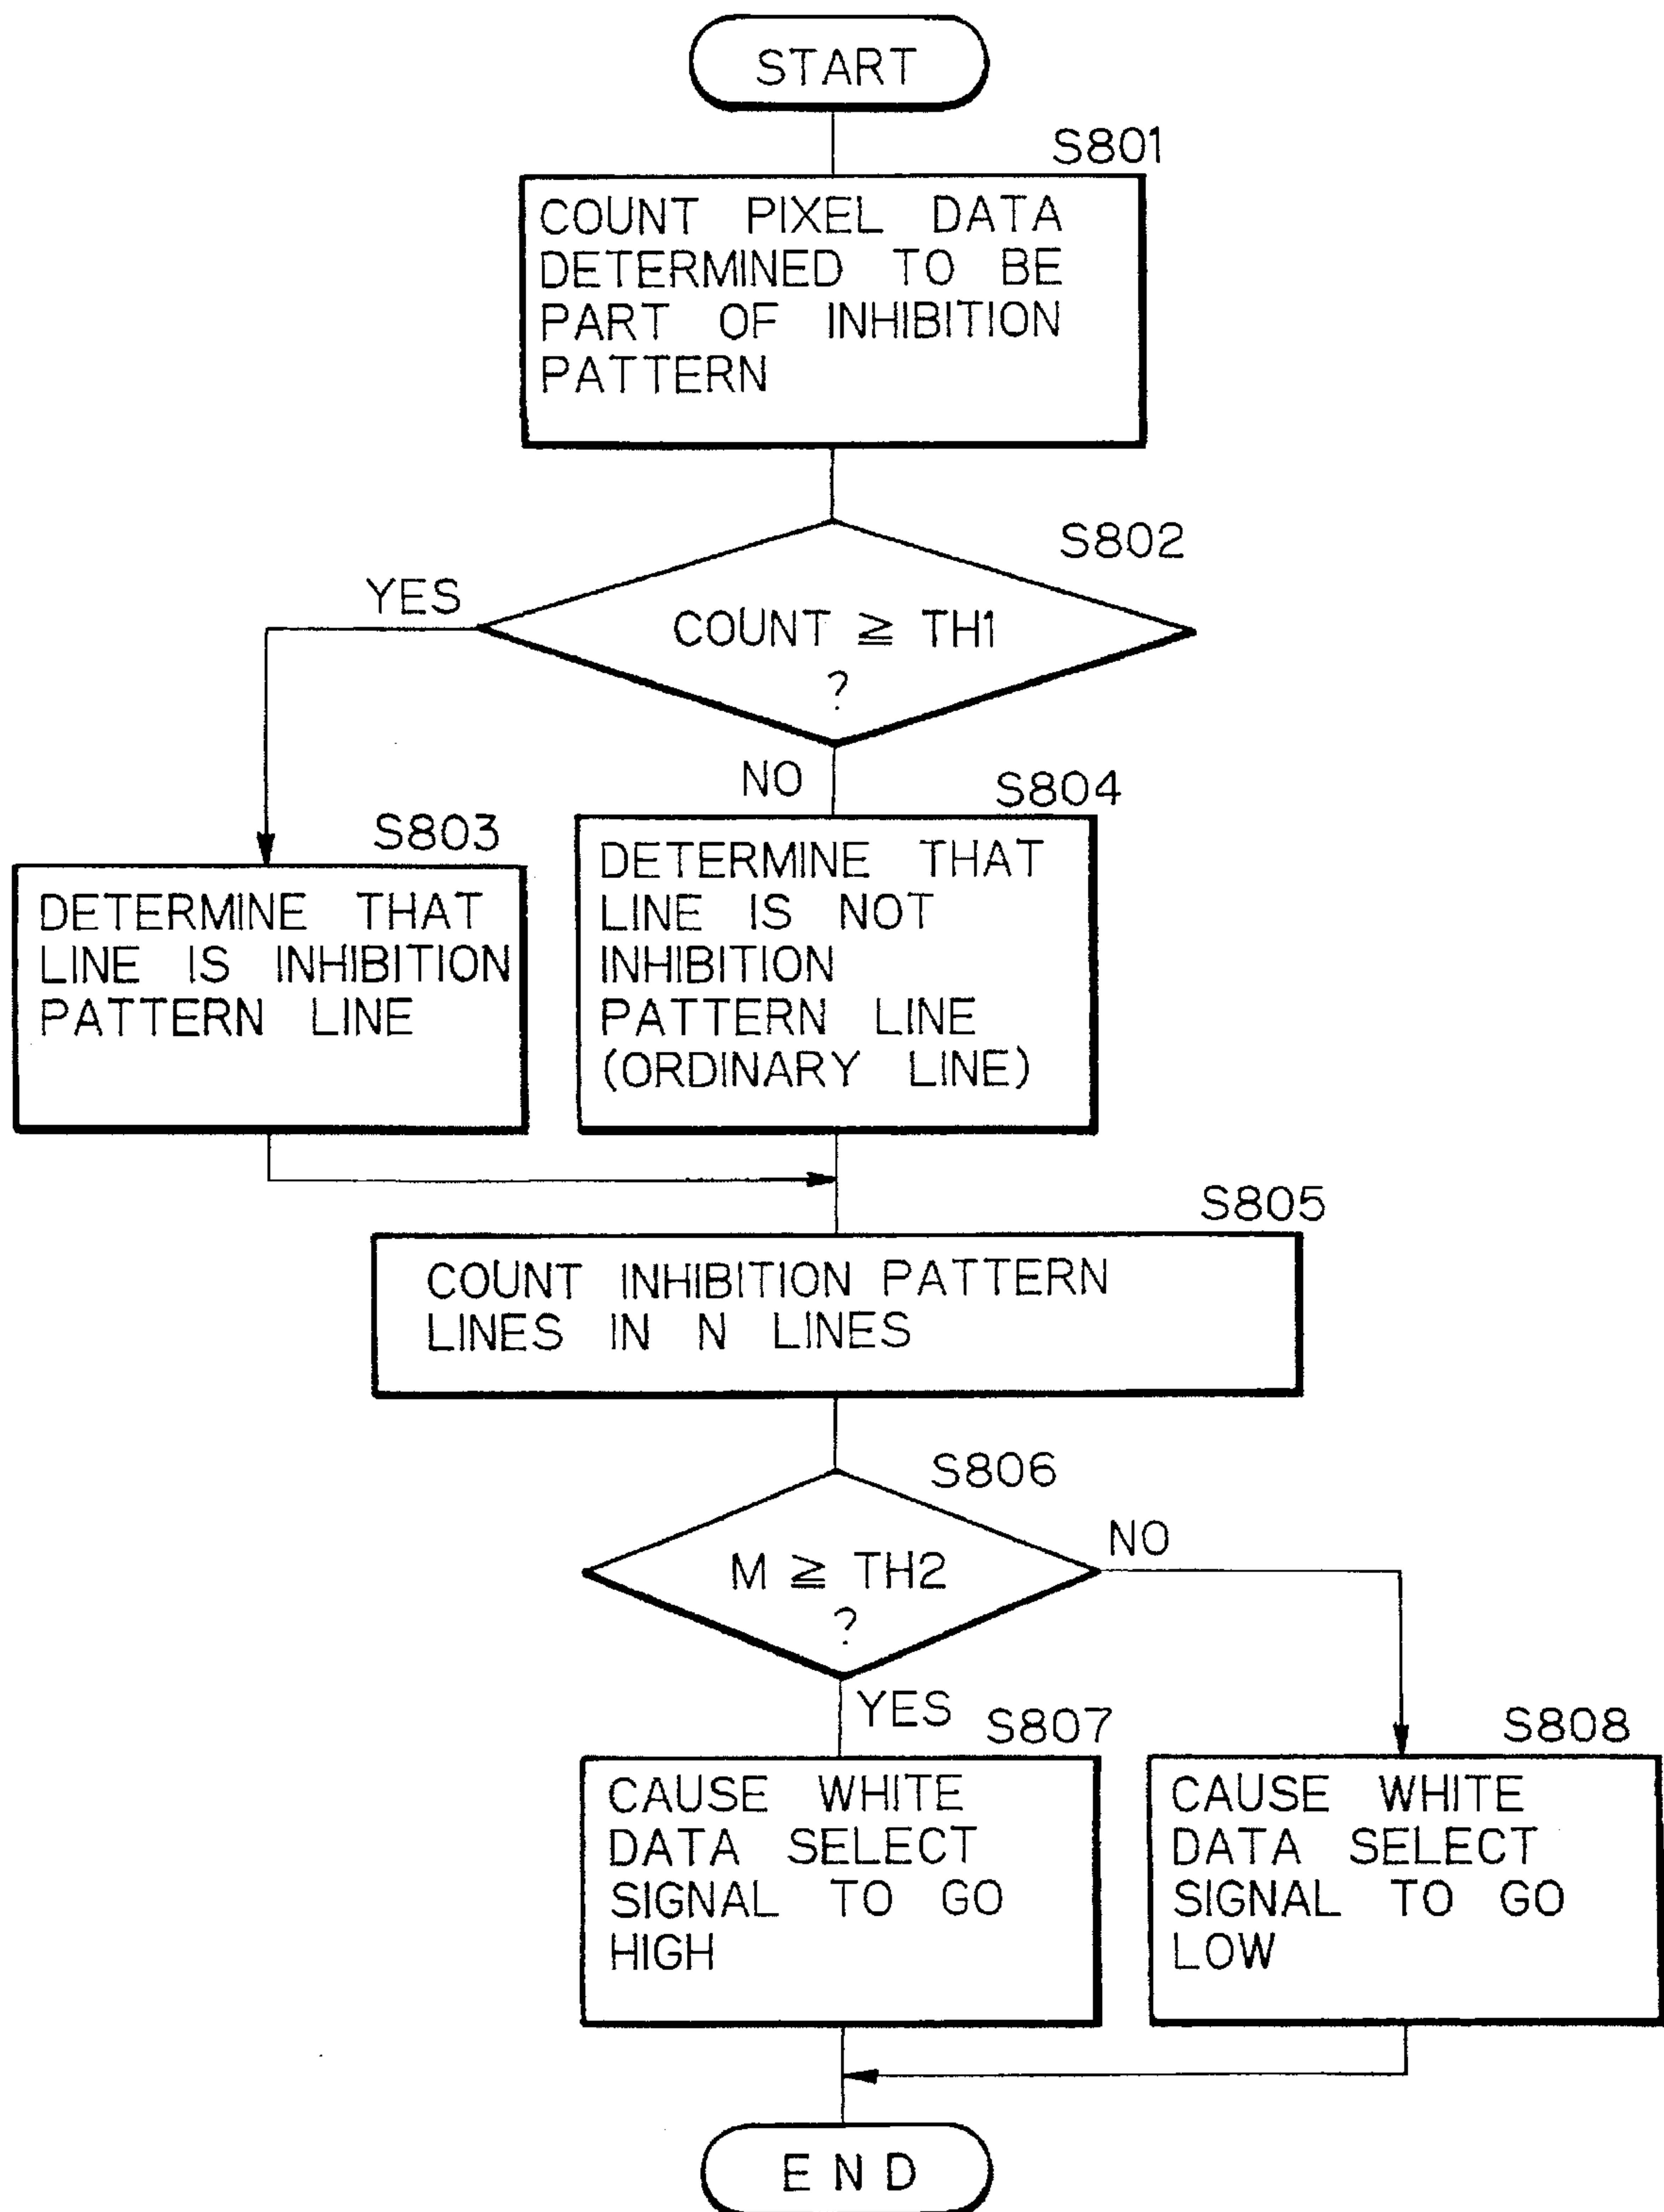 START
S801
COUNT PIXEL DATA
DETERMINED TO BE
PART OF INHIBITION
PATTERN
S802
YES
COUNT ≧ TH1
?
NO
S803
DETERMINE THAT
LINE IS INHIBITION
PATTERN LINE
S804
DETERMINE THAT
LINE IS NOT
INHIBITION
PATTERN LINE
(ORDINARY LINE)
S805
COUNT INHIBITION PATTERN
LINES IN N LINES
S806
M ≧ TH2
?
NO
YES
S807
CAUSE WHITE
DATA SELECT
SIGNAL TO GO
HIGH
S808
CAUSE WHITE
DATA SELECT
SIGNAL TO GO
LOW
END